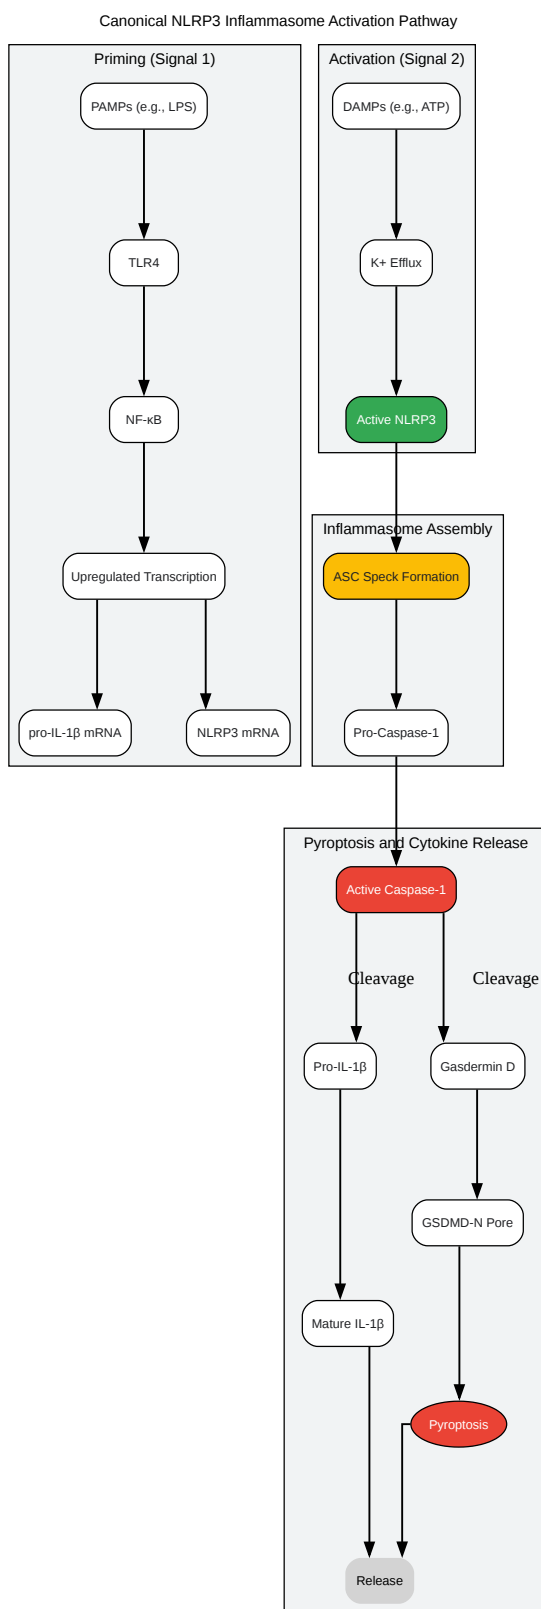 Canonical NLRP3 Inflammasome Activation Pathway
Priming (Signal 1)
PAMPs (e.g., LPS)
TLR4
NF-κB
Upregulated Transcription
pro-IL-1β mRNA
NLRP3 mRNA
Activation (Signal 2)
DAMPs (e.g., ATP)
K+ Efflux
Active NLRP3
Inflammasome Assembly
ASC Speck Formation
Pro-Caspase-1
Pyroptosis and Cytokine Release
Active Caspase-1
Cleavage
Cleavage
Pro-IL-1β
Gasdermin D
GSDMD-N Pore
Mature IL-1β
Pyroptosis
Release